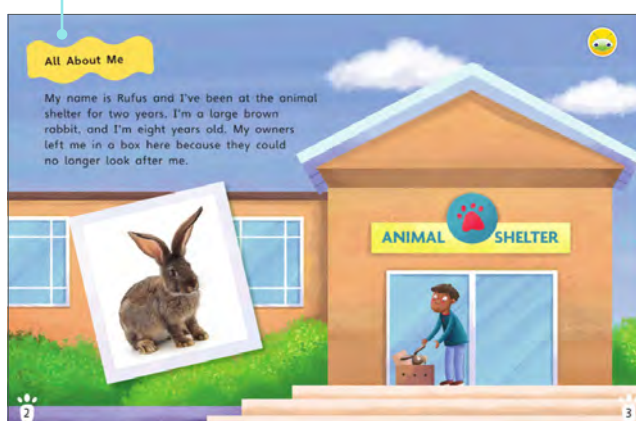 All About Me
My name is Rufus and I've been at the animal
shelter for two years. I'm a large brown
rabbit, and I'm eight years old. My owners
left me in a box here because they could
no longer look after me.
ANIMAL SHELTER
2
3